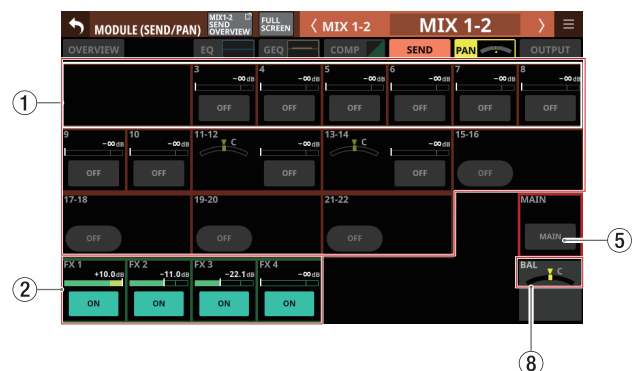 MODULE (SEND/PAN) MIX1-2 SEND OVERVIEW FULL SCREEN MIX 1-2 MIX 1-2
OVERVIEW EQ GEQ COMP SEND PAN OUTPUT
3 4 5 6 7 8
-∞dB -∞dB -∞dB -∞dB -∞dB -∞dB
1
OFF OFF OFF OFF OFF OFF
9 10 11-12 13-14 15-16
-∞dB -∞dB C -∞dB C -∞dB
OFF OFF OFF OFF OFF
17-18 19-20 21-22 MAIN
OFF OFF OFF MAIN 5
FX 1 FX 2 FX 3 FX 4 BAL C
+10.0dB -11.0dB -22.1dB -∞dB
2
ON ON ON ON
8